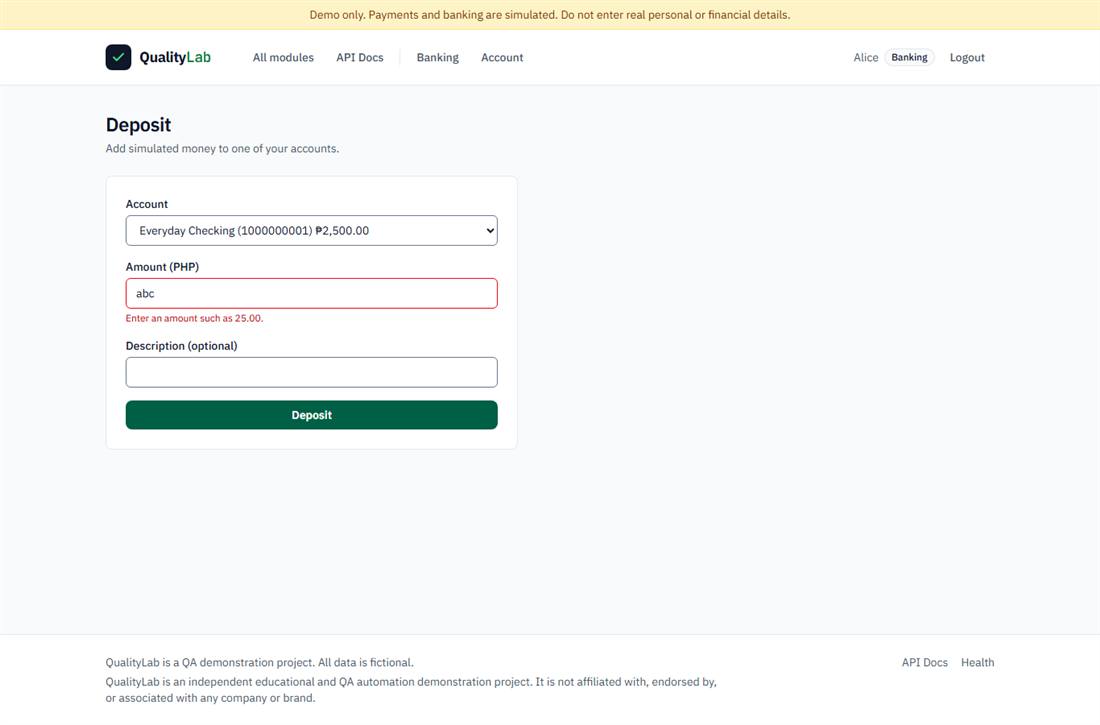 Demo only. Payments and banking are simulated. Do not enter real personal or financial details.
QualityLab All modules API Docs Banking Account Alice Banking Logout
Deposit
Add simulated money to one of your accounts.
Account
Everyday Checking (1000000001) ₱2,500.00
Amount (PHP)
abc
Enter an amount such as 25.00.
Description (optional)
Deposit
QualityLab is a QA demonstration project. All data is fictional. API Docs Health
QualityLab is an independent educational and QA automation demonstration project. It is not affiliated with, endorsed by,
or associated with any company or brand.